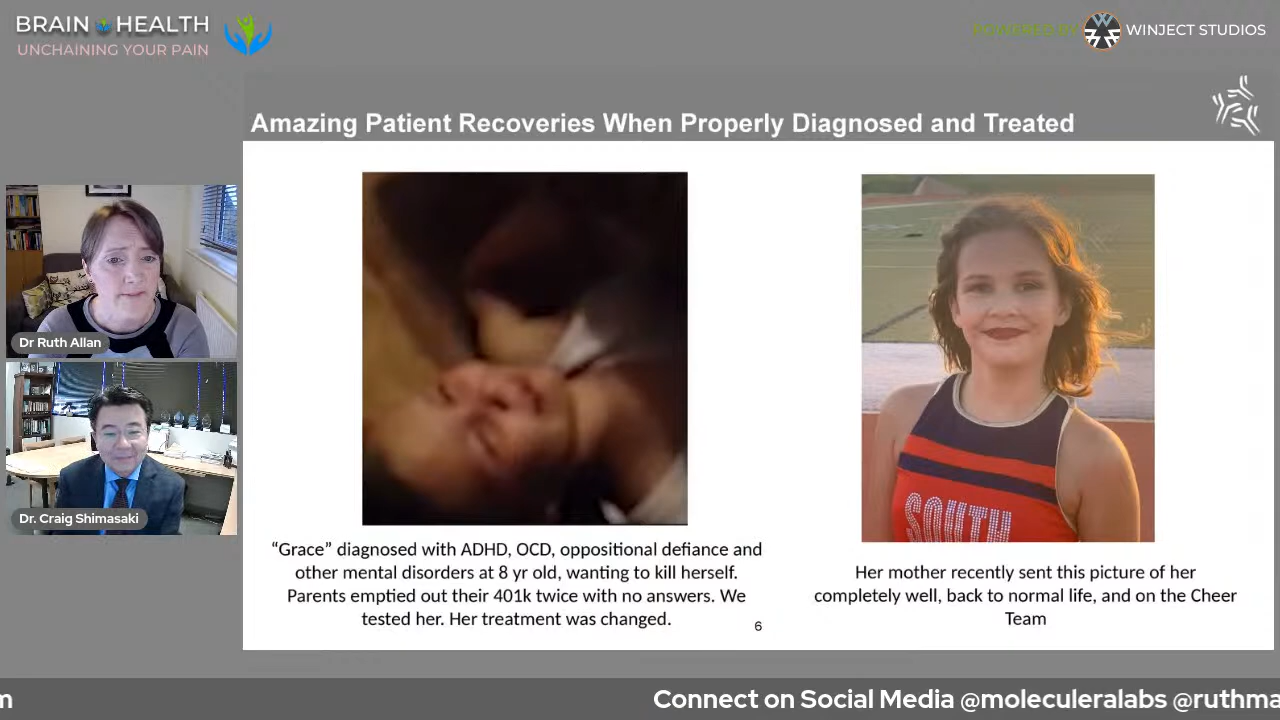 BRAIN HEALTH
UNCHAINING YOUR PAIN
POWERED BY
WINJECT STUDIOS
Amazing Patient Recoveries When Properly Diagnosed and Treated
Dr Ruth Allan
Dr. Craig Shimasaki
SOUTH
“Grace” diagnosed with ADHD, OCD, oppositional defiance and
other mental disorders at 8 yr old, wanting to kill herself.
Parents emptied out their 401k twice with no answers. We
tested her. Her treatment was changed.
6
Her mother recently sent this picture of her
completely well, back to normal life, and on the Cheer
Team
m
Connect on Social Media @moleculeralabs @ruthma